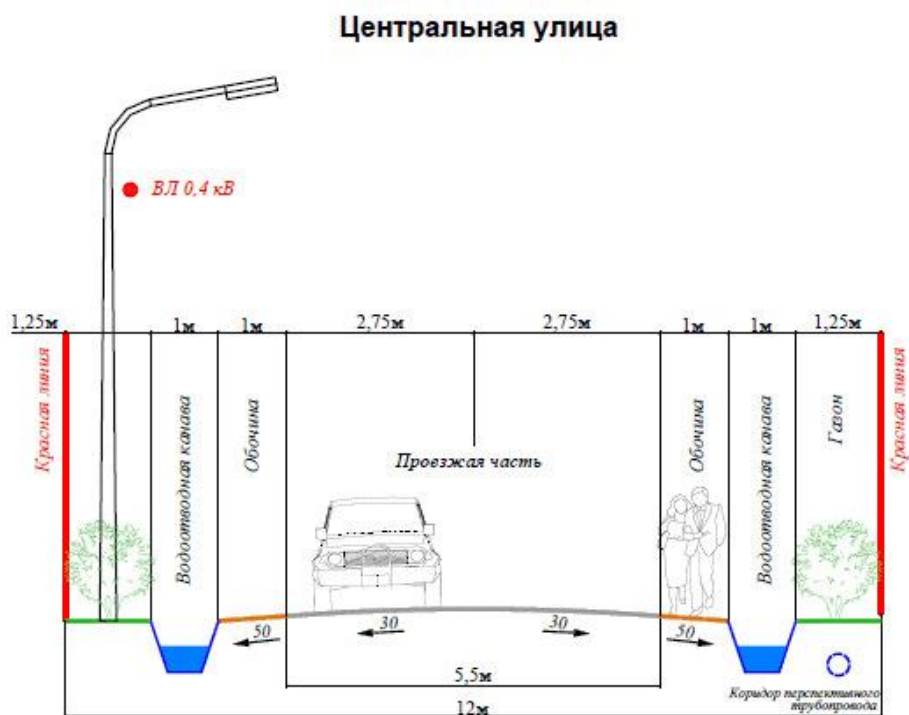 Центральная улица
ВЛ 0,4 кВ
1,25м
1м
1м
2,75м
2,75м
1м
1м
1,25м
Красная линия
Водоотводная канава
Обочина
Проезжая часть
Обочина
Водоотводная канава
Газон
Красная линия
50
30
30
50
5,5м
Коридор перспективного
трубопровода
12м